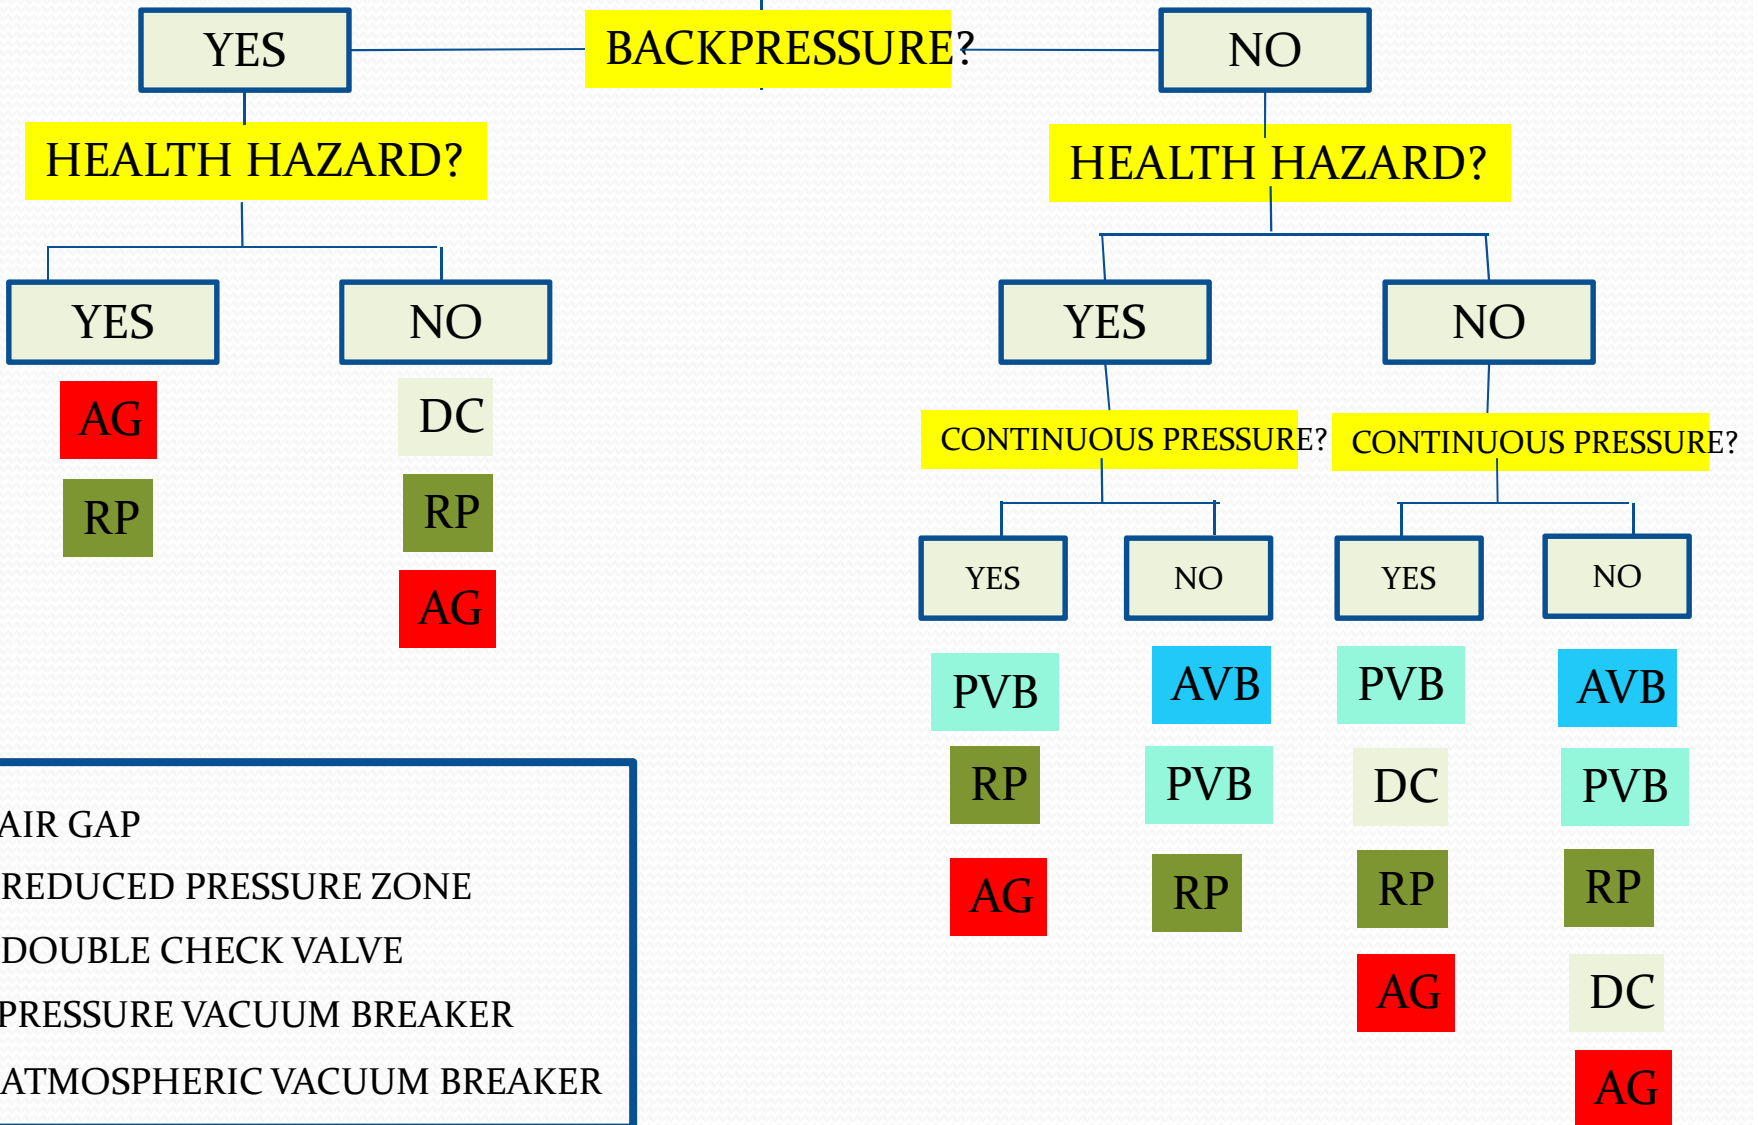 YES
BACKPRESSURE?
NO
HEALTH HAZARD?
HEALTH HAZARD?
YES
NO
YES
NO
AG
RP
DC
RP
AG
CONTINUOUS PRESSURE?
CONTINUOUS PRESSURE?
YES
NO
YES
NO
PVB
RP
AG
AVB
PVB
RP
PVB
DC
RP
AG
AVB
PVB
RP
DC
AG
AIR GAP
REDUCED PRESSURE ZONE
DOUBLE CHECK VALVE
PRESSURE VACUUM BREAKER
ATMOSPHERIC VACUUM BREAKER